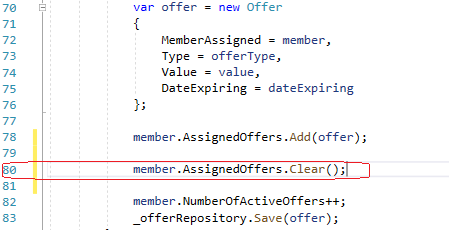 70 var offer = new Offer
71 {
72 MemberAssigned = member,
73 Type = offerType,
74 Value = value,
75 DateExpiring = dateExpiring
76 };
77
78 member.AssignedOffers.Add(offer);
79
80 member.AssignedOffers.Clear();
81
82 member.NumberOfActiveOffers++;
83 _offerRepository.Save(offer);